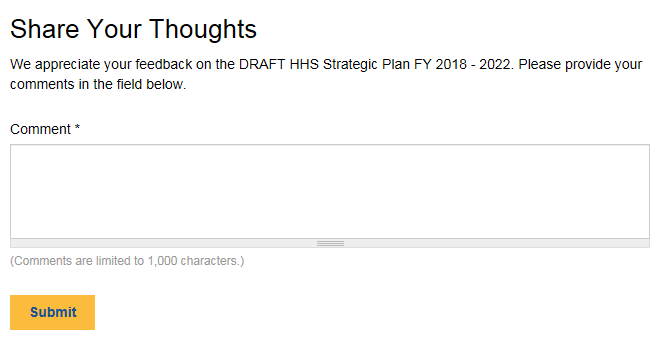 Share Your Thoughts
We appreciate your feedback on the DRAFT HHS Strategic Plan FY 2018 - 2022. Please provide your
comments in the field below.
Comment *
(Comments are limited to 1,000 characters.)
Submit